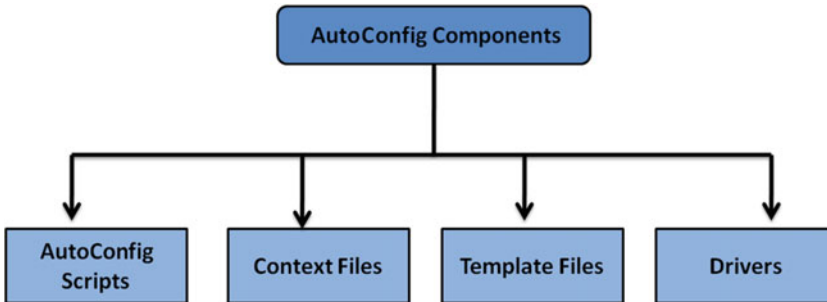 AutoConfig Components
AutoConfig
Scripts
Context Files
Template Files
Drivers